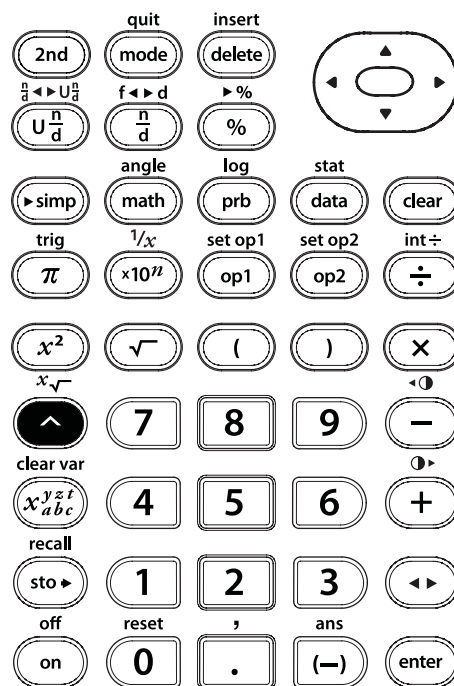 quit insert
2nd mode delete
n/d ◄► U n/d f ◄► d ► %
U n/d n/d %
angle log stat
►simp math prb data clear
trig 1/x set op1 set op2 int÷
π ×10ⁿ op1 op2 ÷
x² √ ( ) ×
ˣ√ ◄◑
^ 7 8 9 −
clear var ◑►
x y z t a b c 4 5 6 +
recall
sto► 1 2 3 ◄►
off reset , ans
on 0 . (−) enter